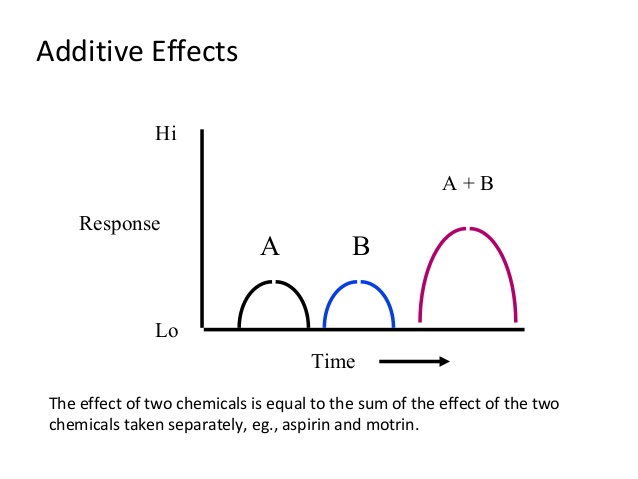 Additive Effects
Hi
A + B
Response
A
B
Lo
Time
The effect of two chemicals is equal to the sum of the effect of the two
chemicals taken separately, eg., aspirin and motrin.